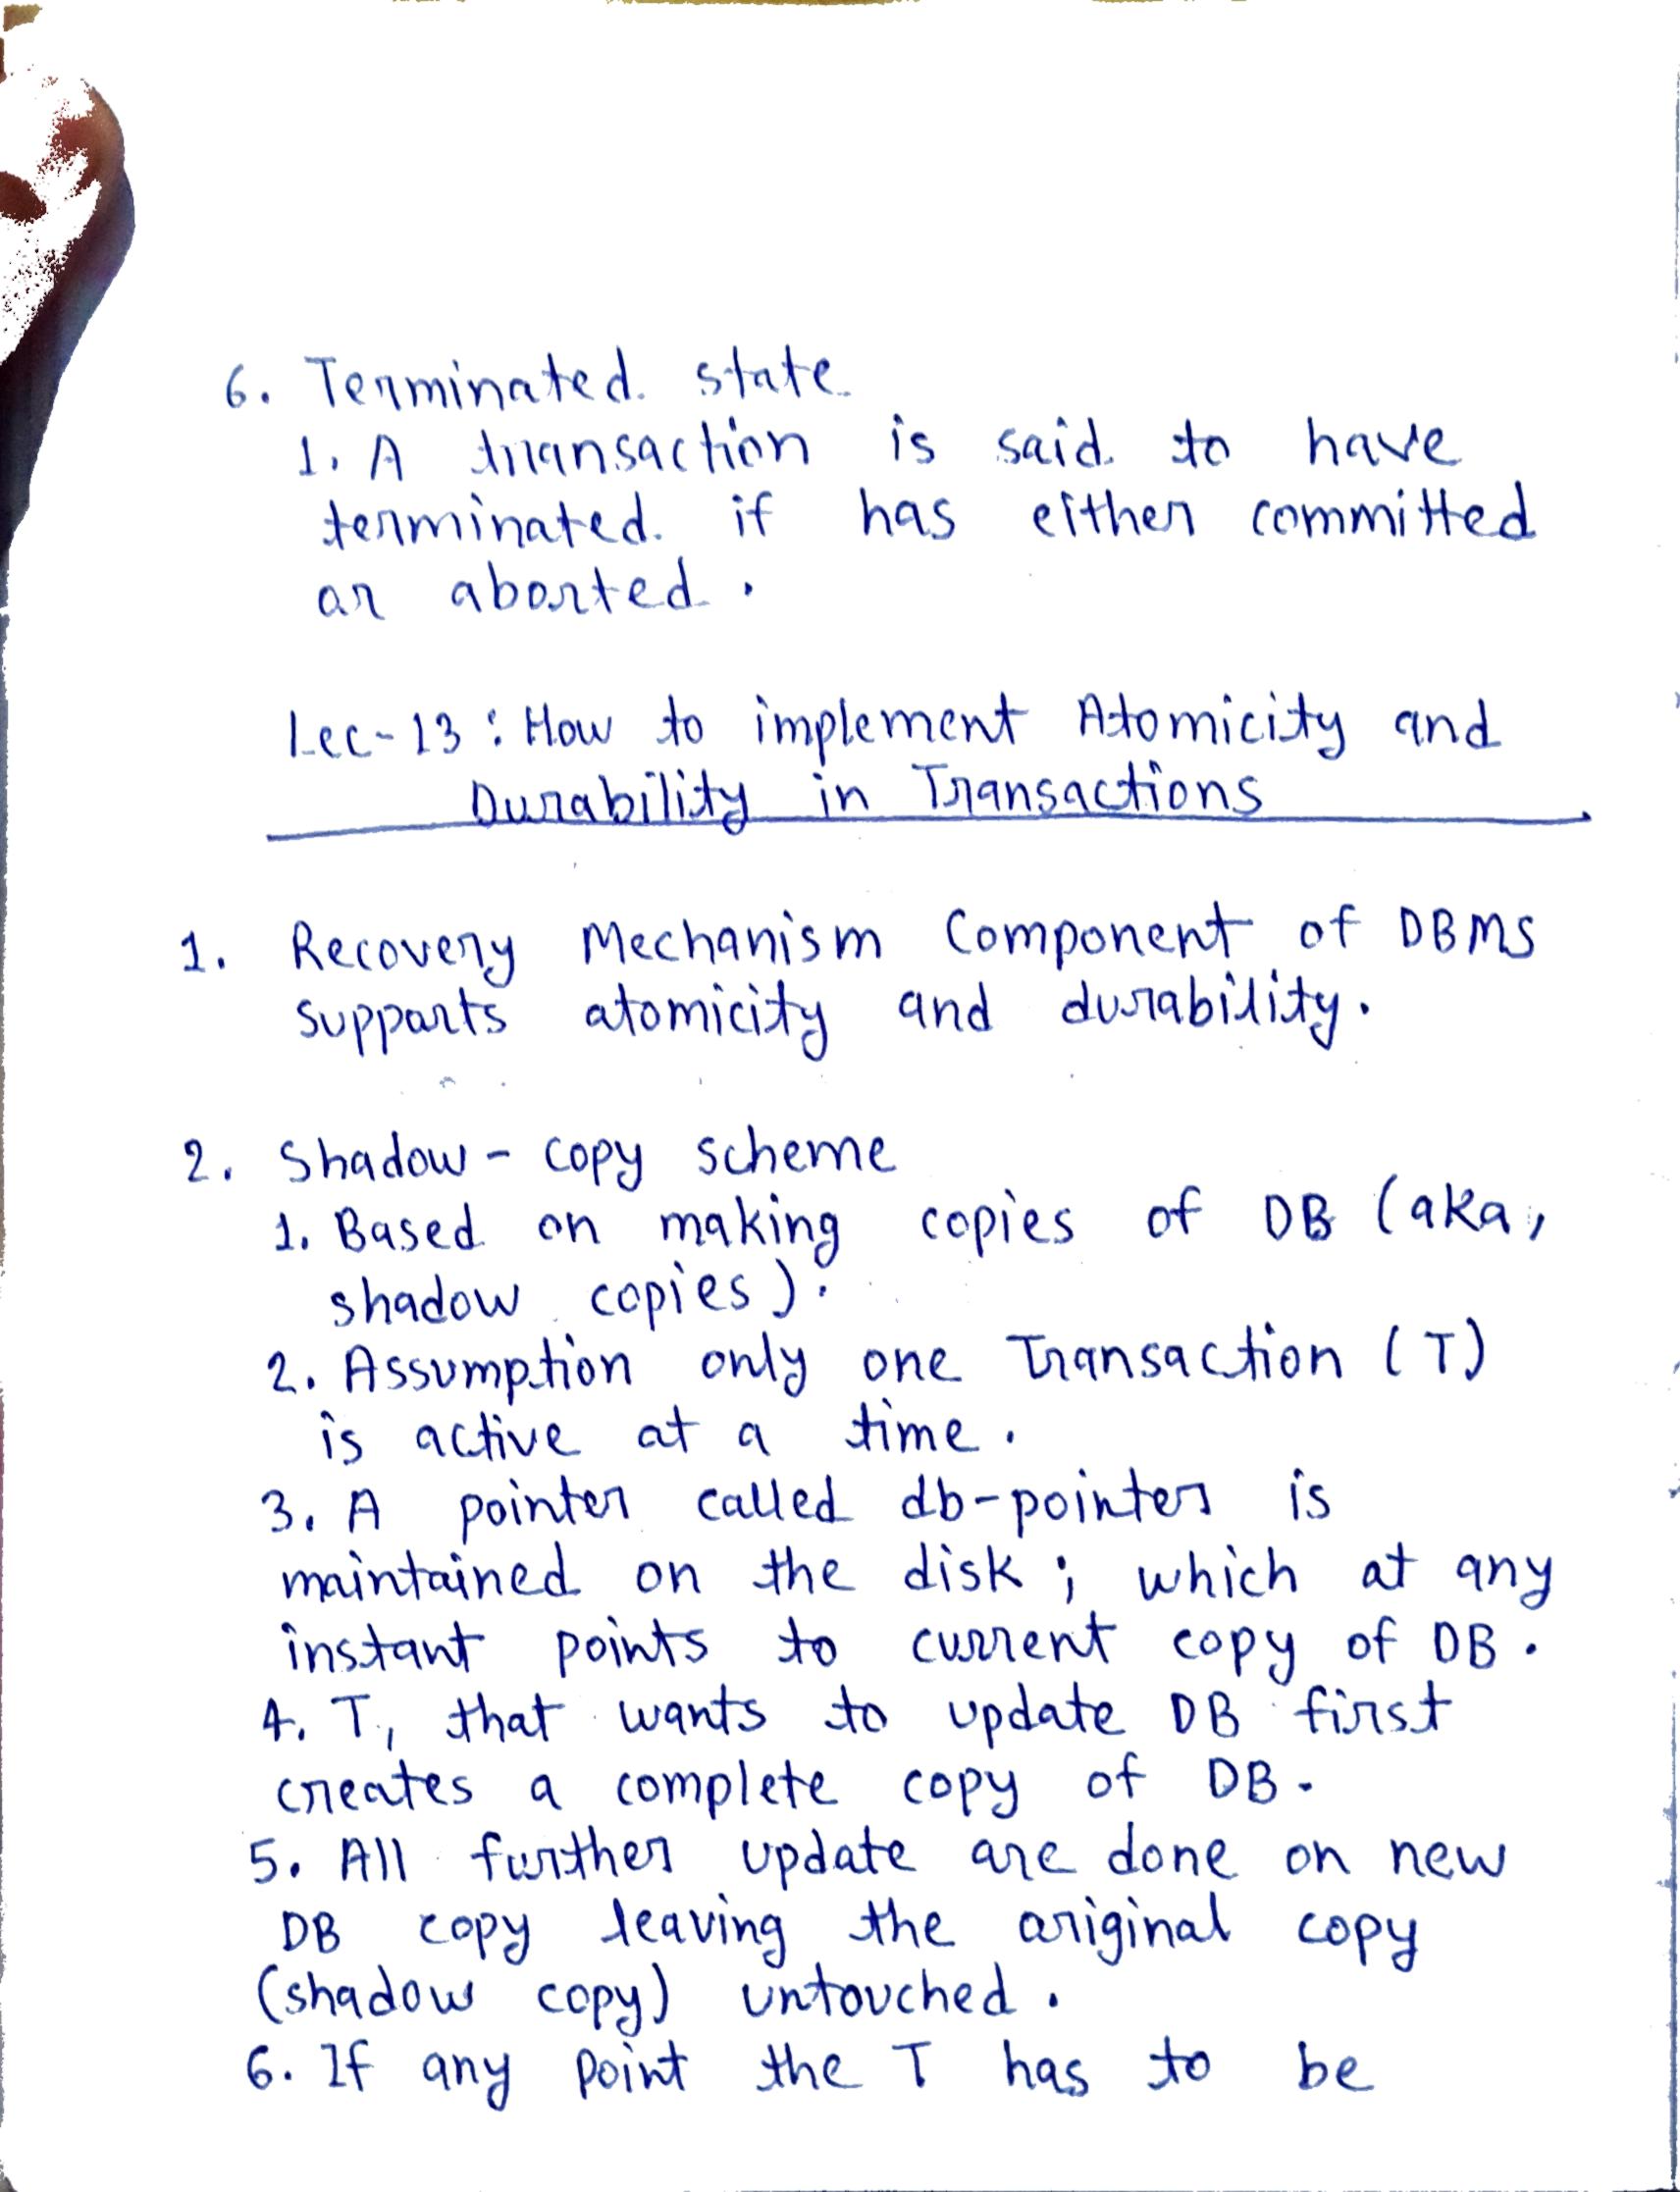 6. Terminated state
1. A transaction is said to have
terminated if has either committed
or aborted.
Lec-13: How to implement Atomicity and
Durability in Transactions
1. Recovery Mechanism Component of DBMS
supports atomicity and durability.
2. Shadow-copy scheme
1. Based on making copies of DB (aka,
shadow copies).
2. Assumption only one Transaction (T)
is active at a time.
3. A pointer called db-pointer is
maintained on the disk; which at any
instant points to current copy of DB.
4. T, that wants to update DB first
creates a complete copy of DB.
5. All further update are done on new
DB copy leaving the original copy
(shadow copy) untouched.
6. If any point the T has to be